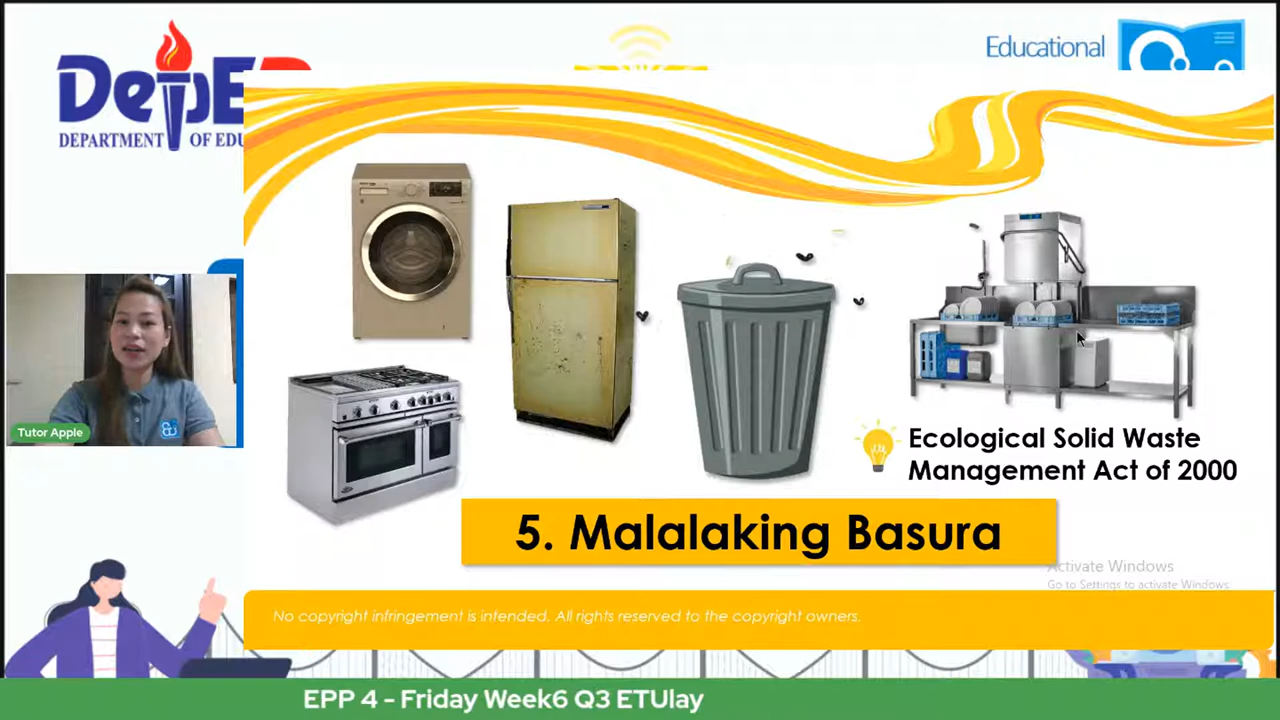 DepE
DEPARTMENT OF EDU
Educational
Tutor Apple
Ecological Solid Waste
Management Act of 2000
5. Malalaking Basura
Activate Windows
Go to Settings to activate Windows.
No copyright infringement is intended. All rights reserved to the copyright owners.
EPP 4 - Friday Week6 Q3 ETUlay